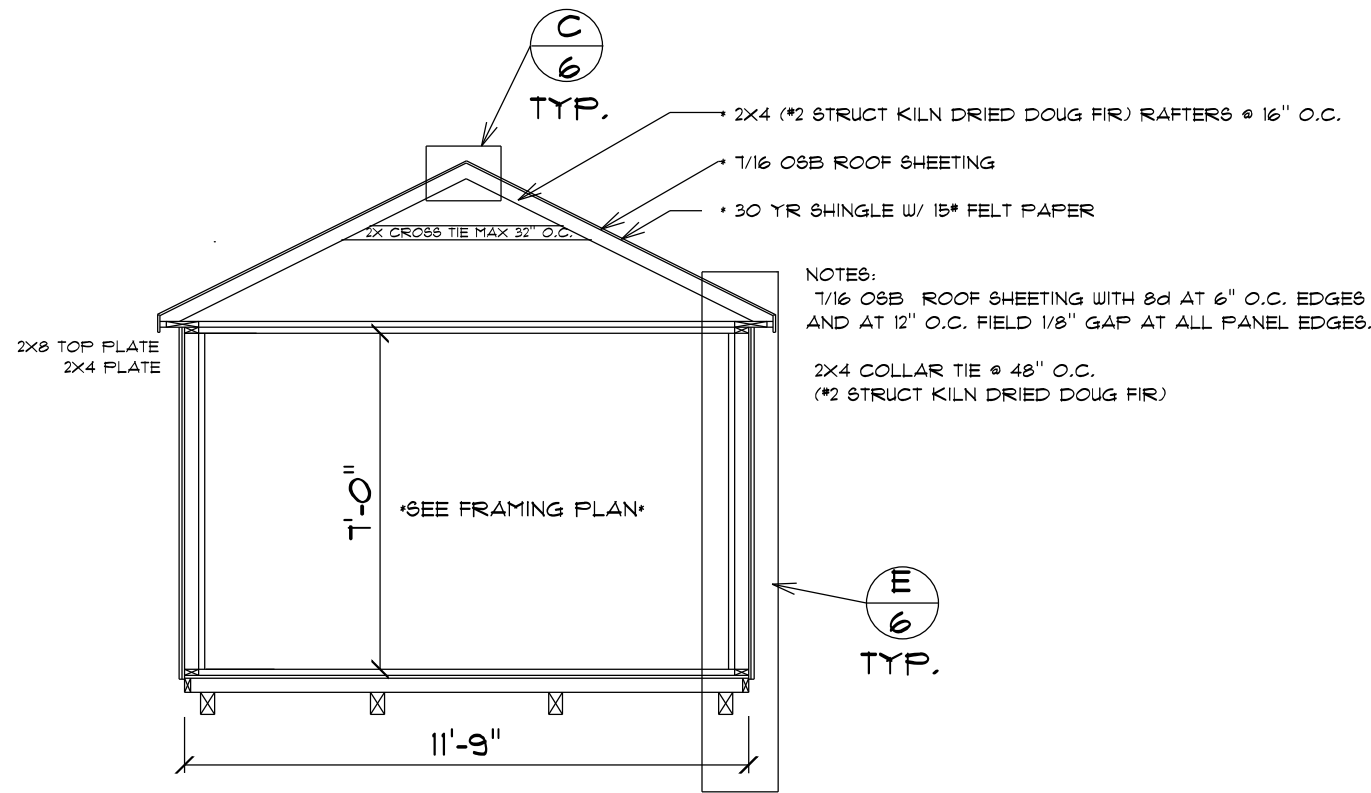 C
6
TYP.
* 2X4 (#2 STRUCT KILN DRIED DOUG FIR) RAFTERS @ 16" O.C.
* 7/16 OSB ROOF SHEETING
* 30 YR SHINGLE W/ 15# FELT PAPER
2X CROSS TIE MAX 32" O.C.
NOTES:
7/16 OSB ROOF SHEETING WITH 8d AT 6" O.C. EDGES
AND AT 12" O.C. FIELD 1/8" GAP AT ALL PANEL EDGES.
2X8 TOP PLATE
2X4 PLATE
2X4 COLLAR TIE @ 48" O.C.
(#2 STRUCT KILN DRIED DOUG FIR)
7'-0"
*SEE FRAMING PLAN*
E
6
TYP.
11'-9"